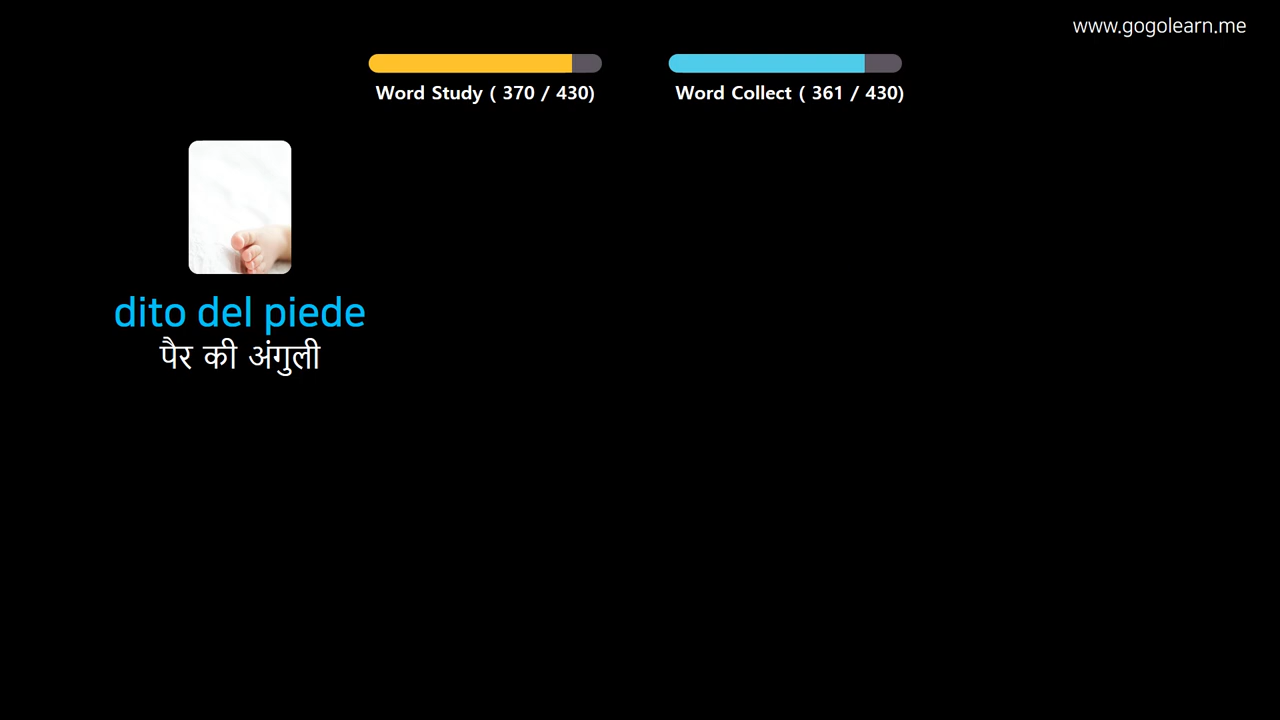 www.gogolearn.me
Word Study ( 370 / 430)
Word Collect ( 361 / 430)
dito del piede
पैर की अंगुली